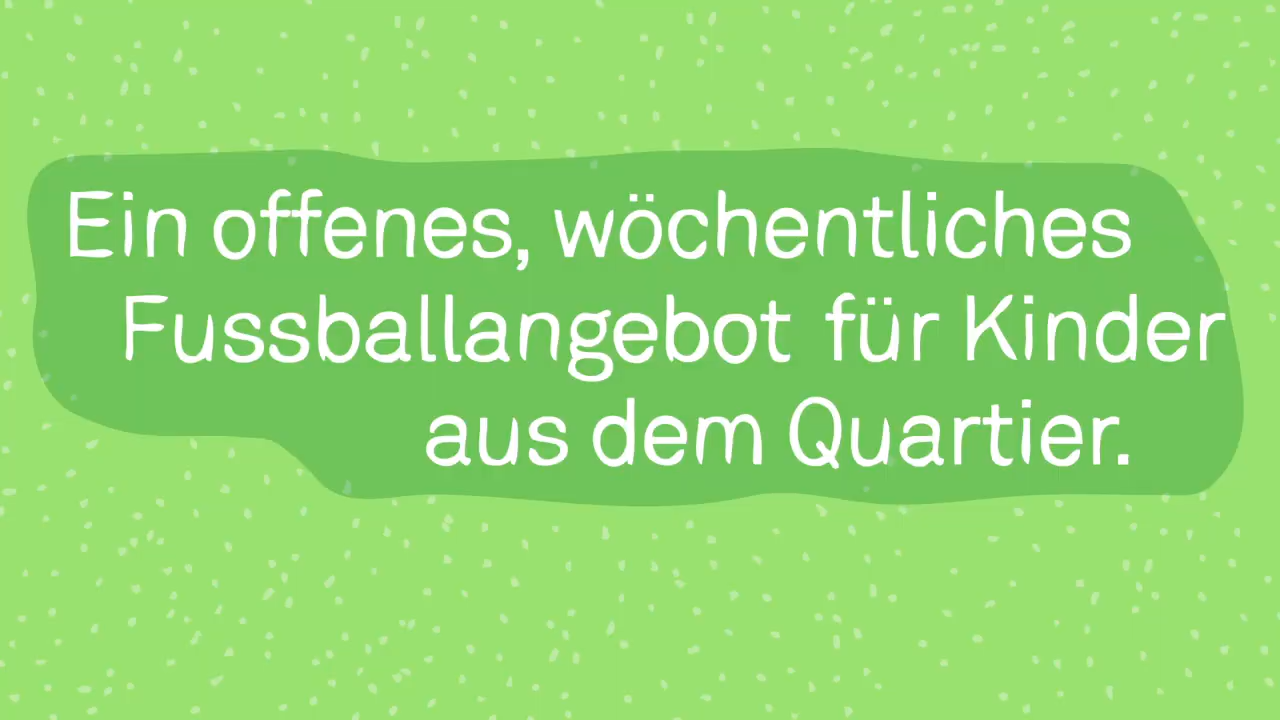 Ein offenes, wöchentliches
Fussballangebot für Kinder
aus dem Quartier.